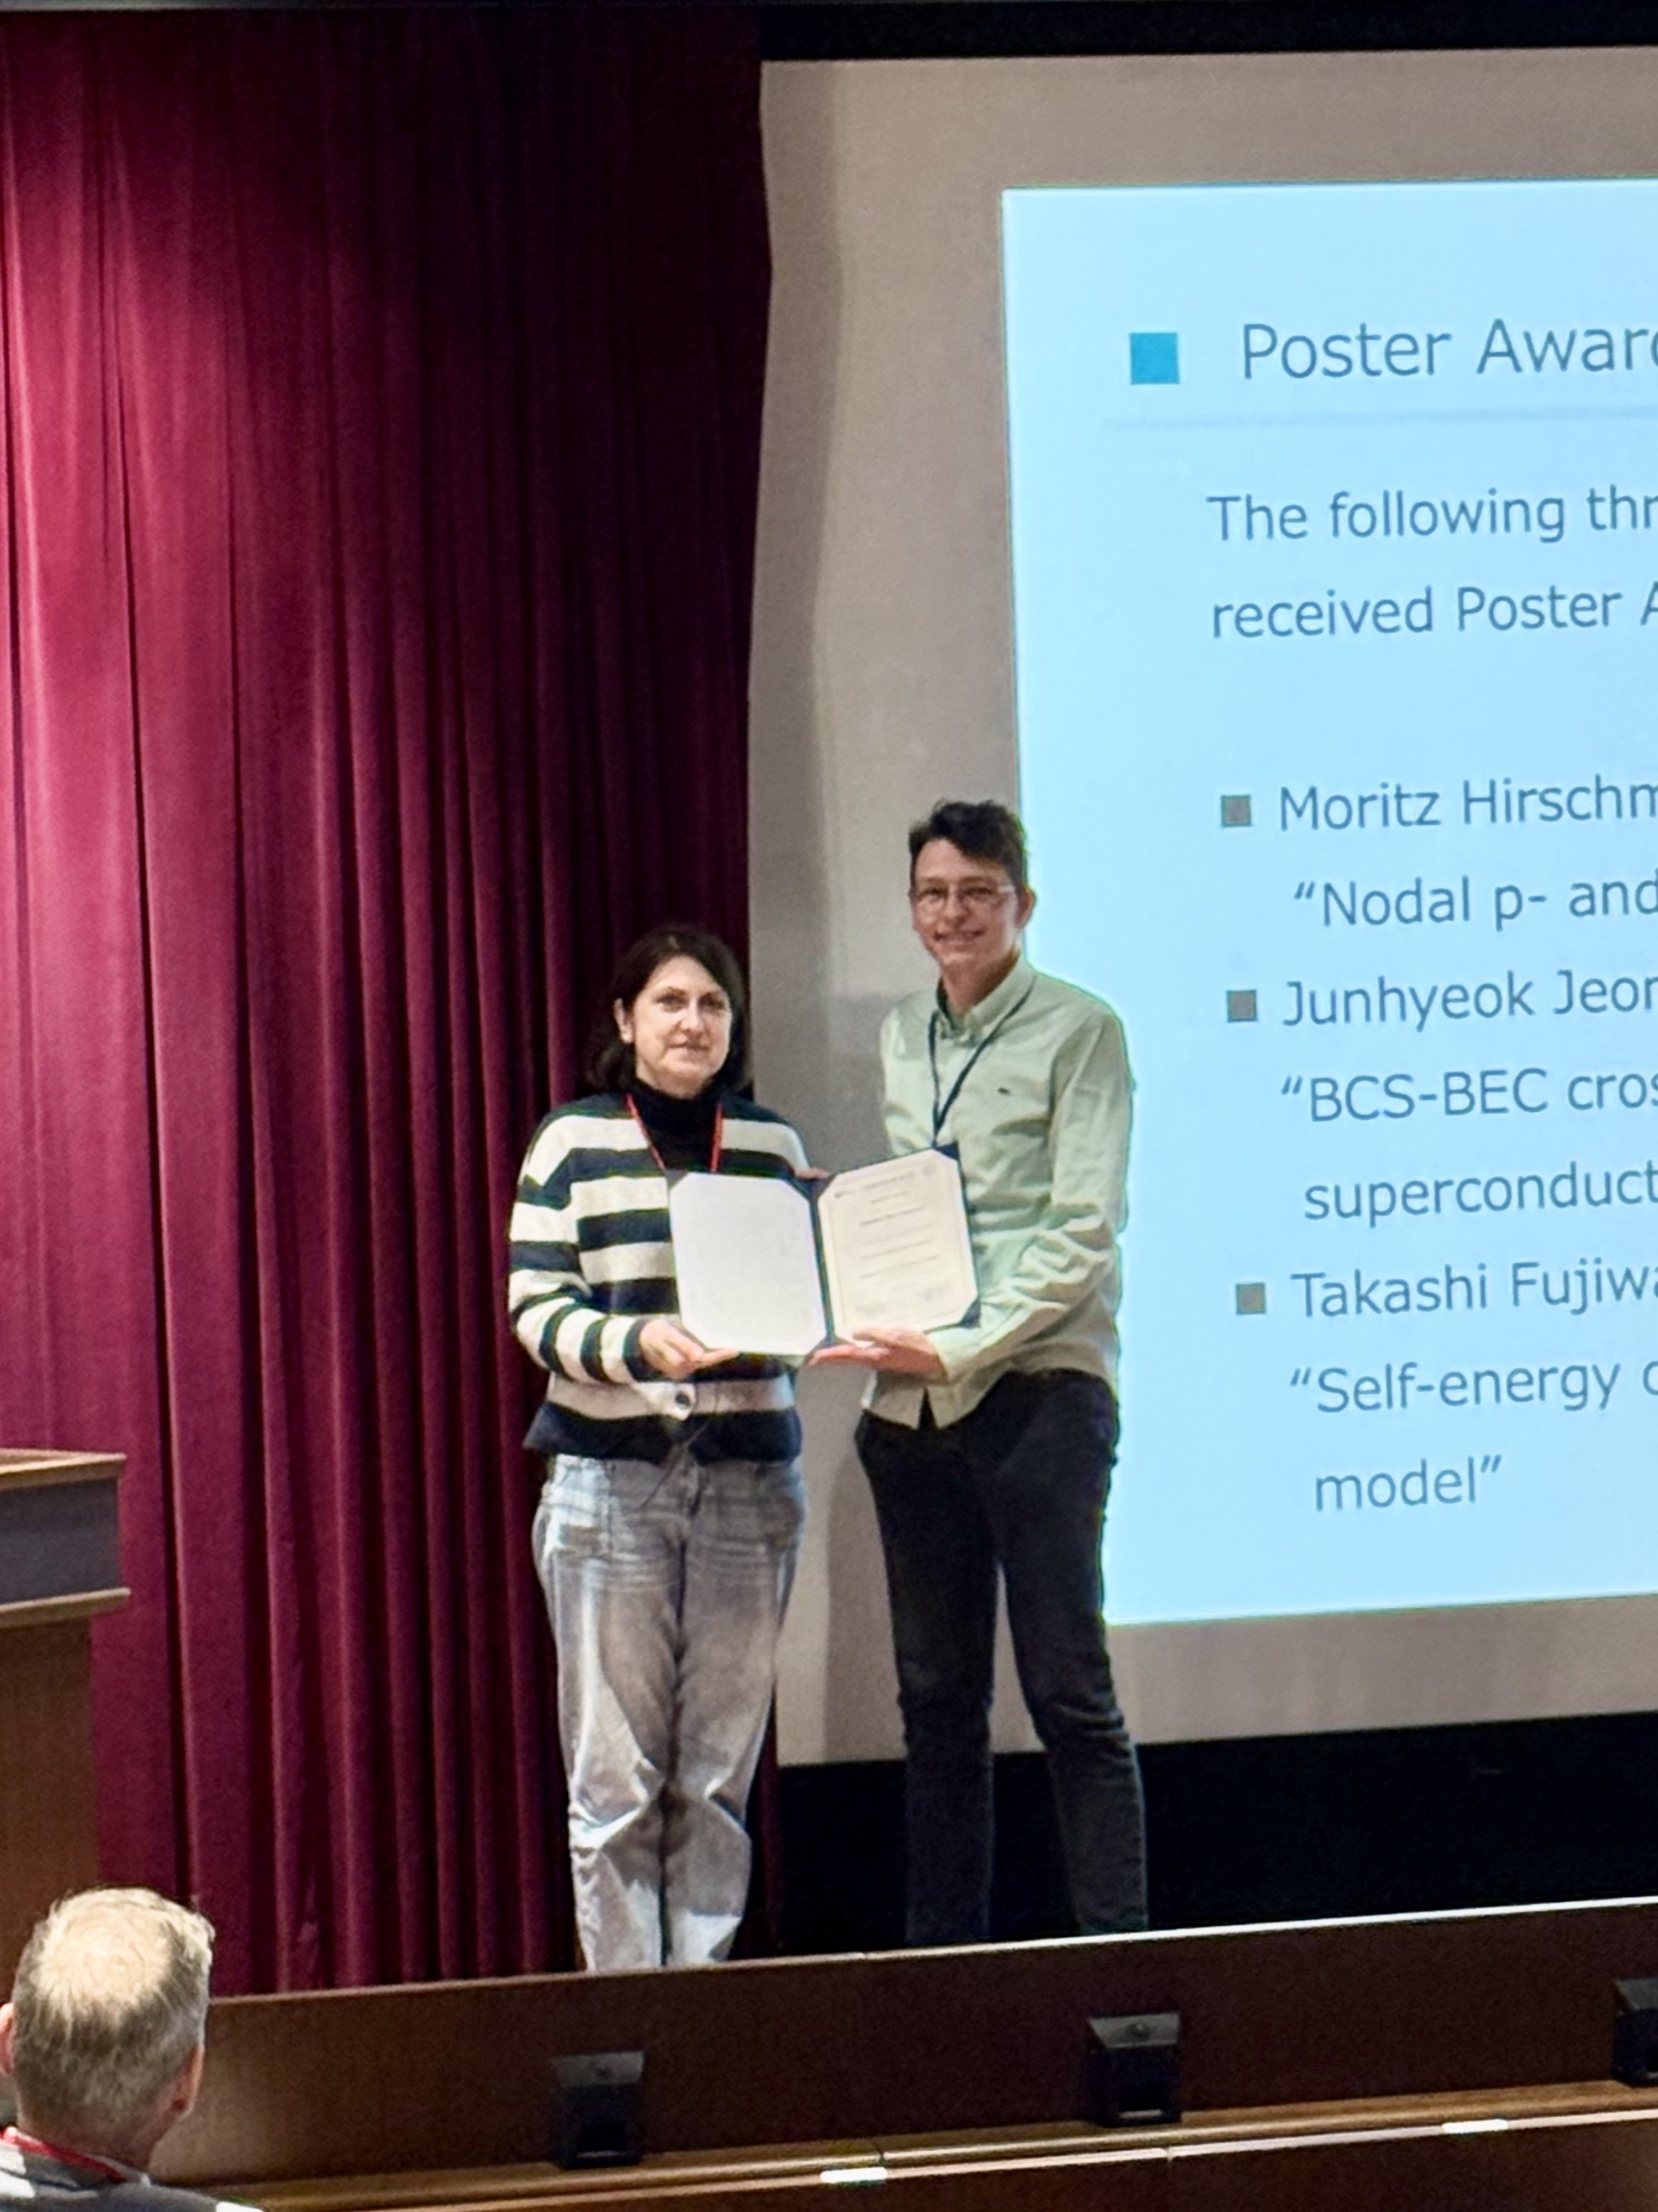 Poster Awar
The following thr
received Poster A
Moritz Hirschm
“Nodal p- and
Junhyeok Jeon
“BCS-BEC cros
superconduct
Takashi Fujiwa
“Self-energy
model”